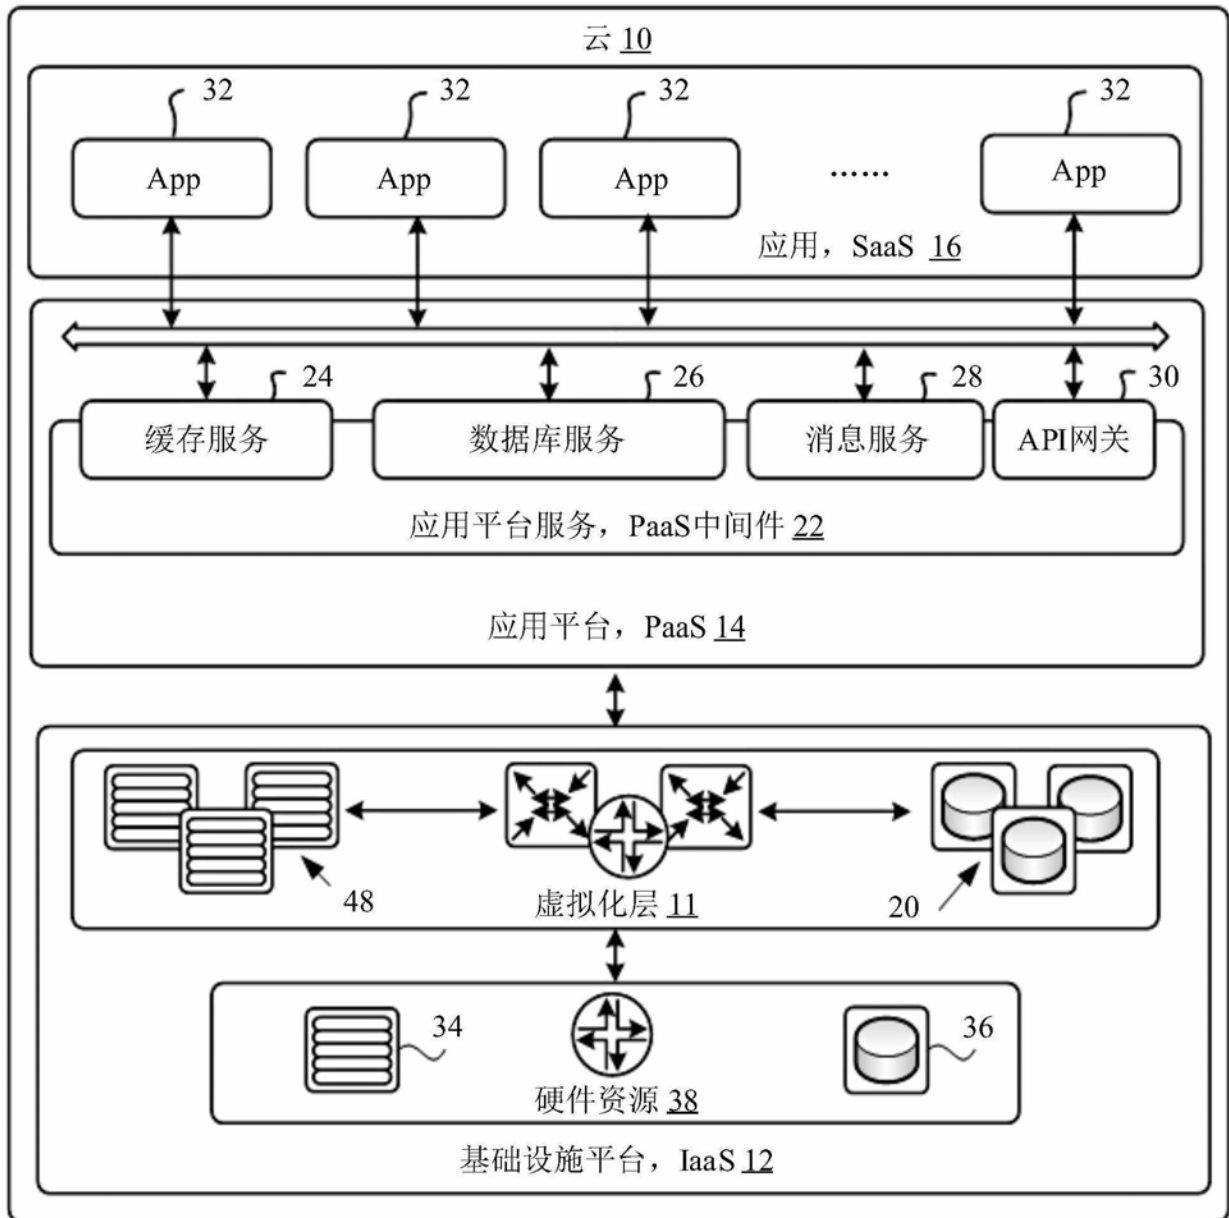 云 10
32
32
32
32
App
App
App
……
App
应用，SaaS 16
24
26
28
30
缓存服务
数据库服务
消息服务
API网关
应用平台服务，PaaS中间件 22
应用平台，PaaS 14
48
虚拟化层 11
20
34
36
硬件资源 38
基础设施平台，IaaS 12